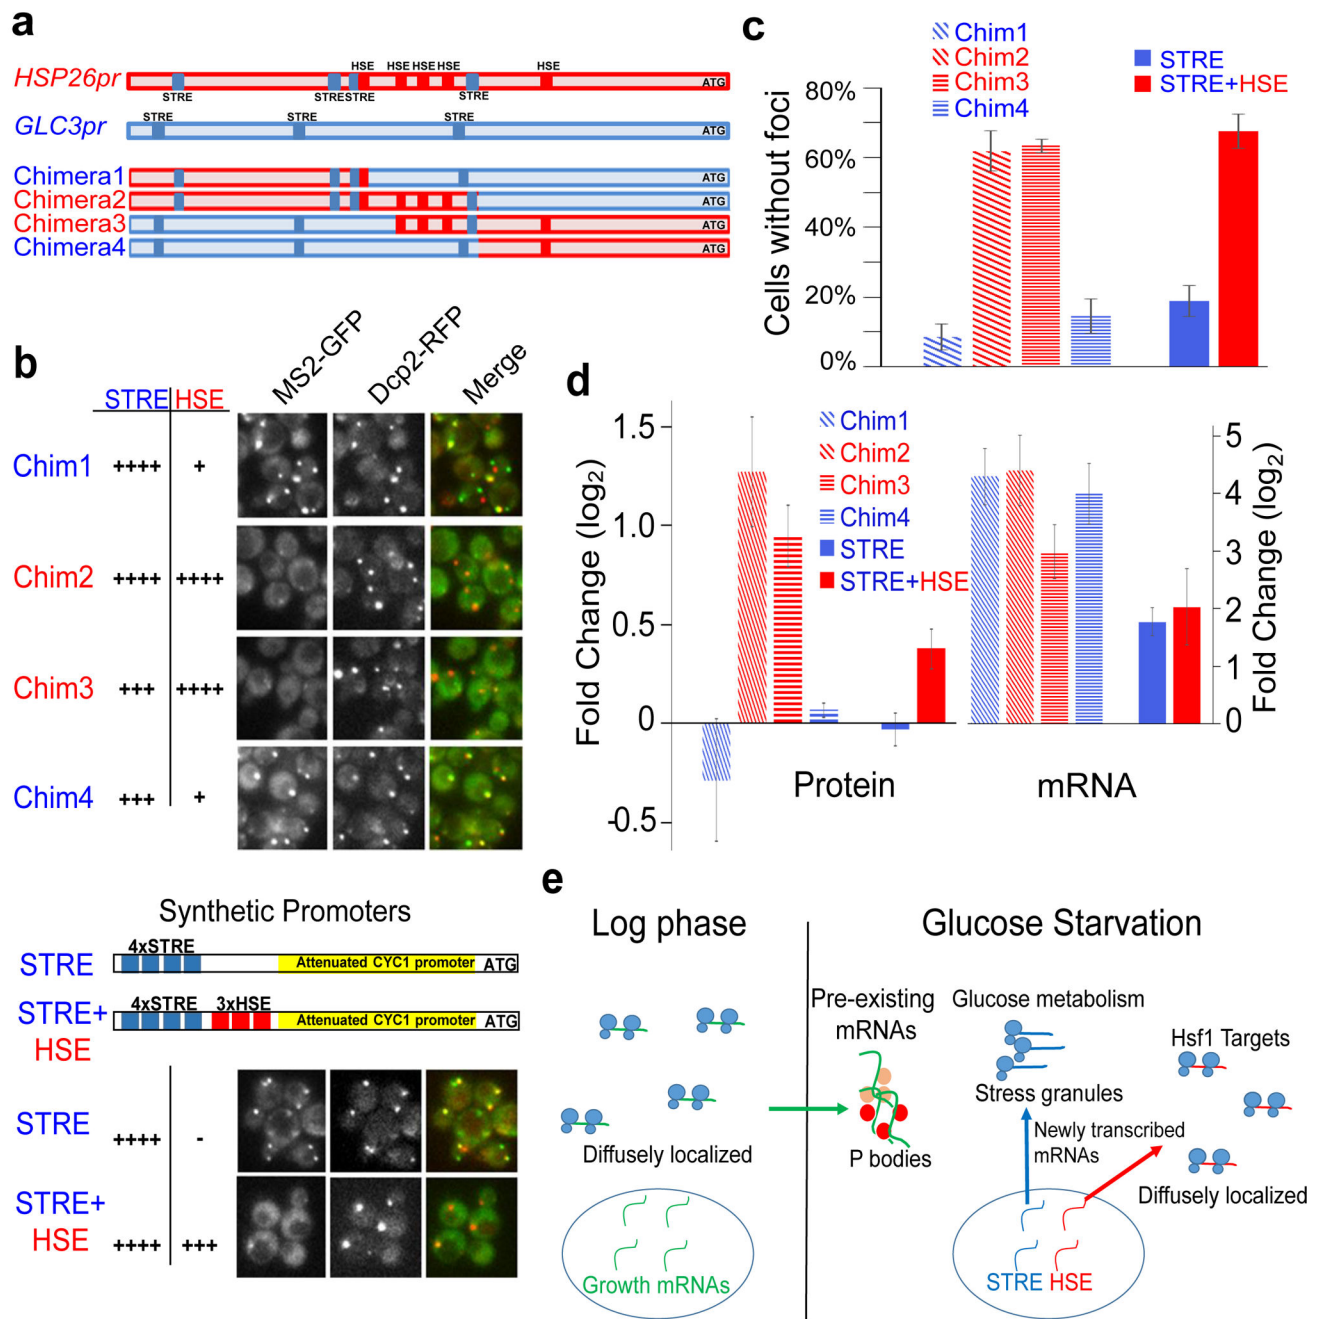 a
HSE
HSE HSE HSE
HSE
HSP26pr
ATG
STRE
STRE STRE
STRE
STRE
STRE
STRE
GLC3pr
ATG
Chimera1
ATG
Chimera2
ATG
Chimera3
ATG
Chimera4
ATG
b
STRE HSE
MS2-GFP
Dcp2-RFP
Merge
Chim1
++++ +
Chim2
++++ ++++
Chim3
+++ ++++
Chim4
+++ +
Synthetic Promoters
4xSTRE
STRE
Attenuated CYC1 promoter
ATG
4xSTRE 3xHSE
STRE+
HSE
Attenuated CYC1 promoter
ATG
STRE
++++ -
STRE+
HSE
++++ +++
c
Chim1
Chim2
Chim3
Chim4
STRE
STRE+HSE
Cells without foci
80%
60%
40%
20%
0%
d
Fold Change (log2)
1.5
1.0
0.5
0
-0.5
Chim1
Chim2
Chim3
Chim4
STRE
STRE+HSE
Protein
mRNA
5
4
3
2
1
0
Fold Change (log2)
e
Log phase
Diffusely localized
Growth mRNAs
Glucose Starvation
Pre-existing
mRNAs
P bodies
Glucose metabolism
Stress granules
Hsf1 Targets
Newly transcribed
mRNAs
Diffusely localized
STRE HSE